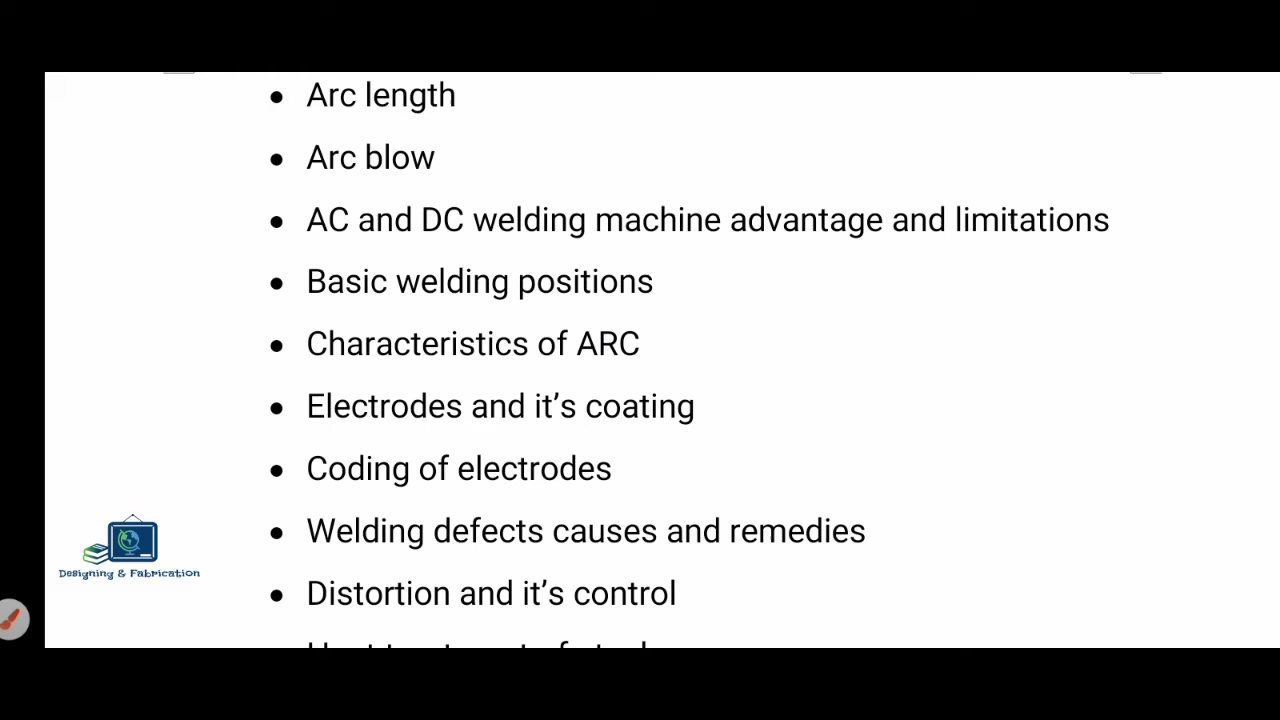 Arc length
Arc blow
AC and DC welding machine advantage and limitations
Basic welding positions
Characteristics of ARC
Electrodes and it’s coating
Coding of electrodes
Welding defects causes and remedies
Designing & Fabrication
Distortion and it’s control